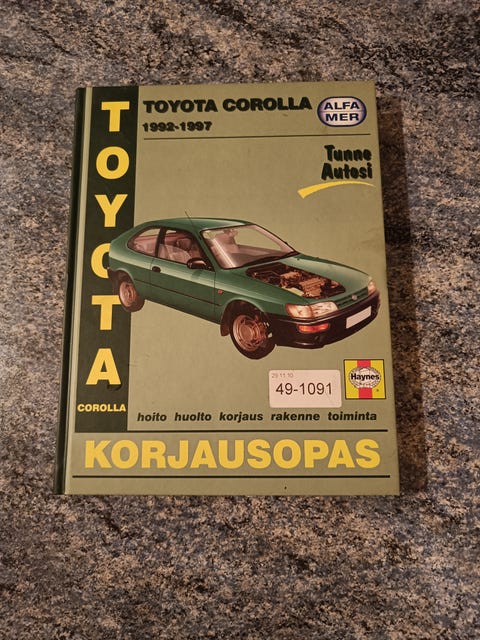 TOYOTA COROLLA
1992-1997
ALFA
MER
Tunne
Autosi
TOYOTA
COROLLA
29.11.10
49-1091
Haynes
hoito huolto korjaus rakenne toiminta
KORJAUSOPAS